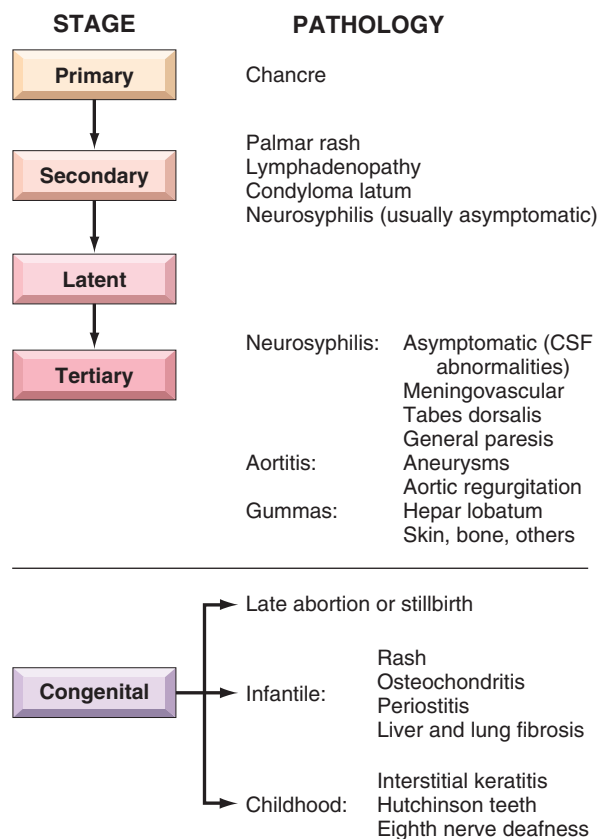 STAGE PATHOLOGY
Primary Chancre
Palmar rash
Lymphadenopathy
Secondary Condyloma latum
Neurosyphilis (usually asymptomatic)
Latent
Neurosyphilis: Asymptomatic (CSF
abnormalities)
Tertiary Meningovascular
Tabes dorsalis
General paresis
Aortitis: Aneurysms
Aortic regurgitation
Gummas: Hepar lobatum
Skin, bone, others
Late abortion or stillbirth
Rash
Congenital Infantile: Osteochondritis
Periostitis
Liver and lung fibrosis
Interstitial keratitis
Childhood: Hutchinson teeth
Eighth nerve deafness